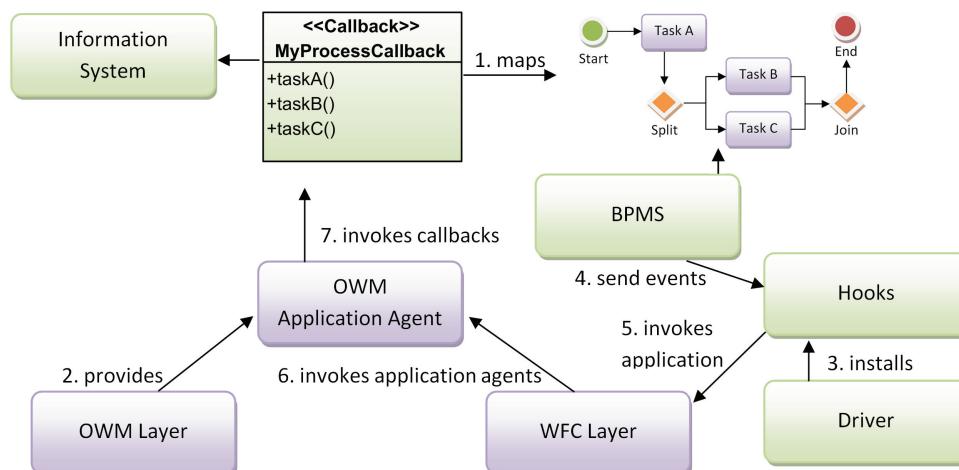 Information
System
<<Callback>>
MyProcessCallback
+taskA()
+taskB()
+taskC()
1. maps
Start
Task A
Split
Task B
Task C
Join
End
BPMS
7. invokes callbacks
4. send events
OWM
Application Agent
Hooks
5. invokes
application
2. provides
6. invokes application agents
3. installs
OWM Layer
WFC Layer
Driver